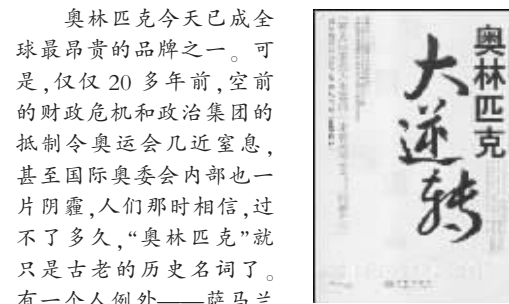 奥林匹克今天已成全
球最昂贵的品牌之一。可
是,仅仅 20 多年前,空前
的财政危机和政治集团的
抵制令奥运会几近窒息,
甚至国际奥委会内部也一
片阴霾,人们那时相信,过
不了多久,“奥林匹克”就
只是古老的历史名词了。
有一个人例外——萨马兰
奥林匹克
大逆转